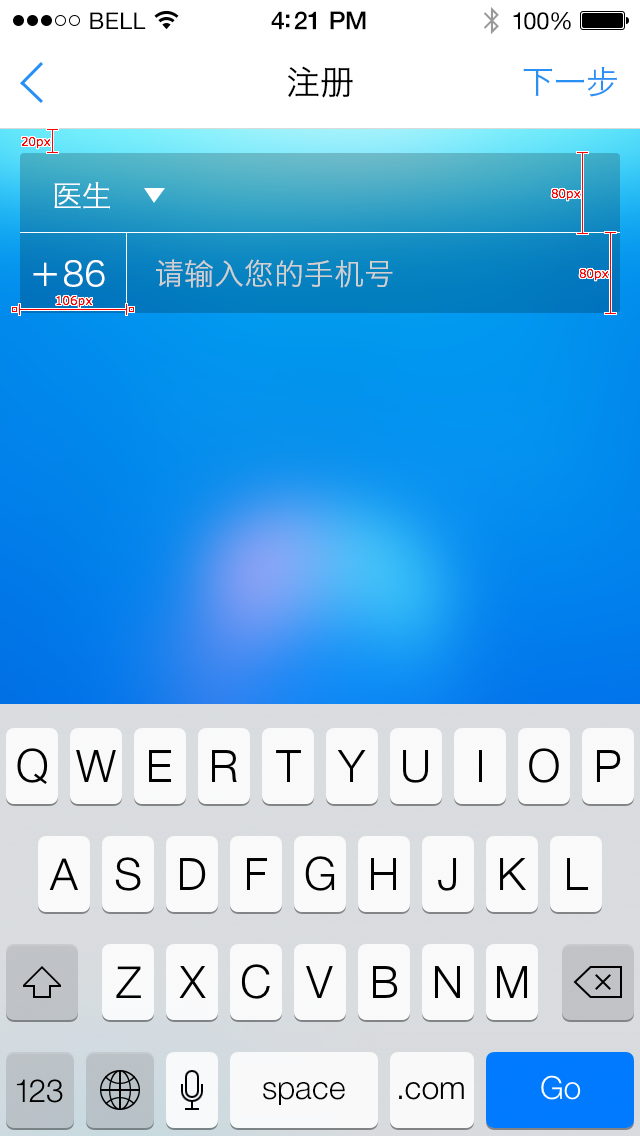 BELL 4:21 PM 100%
注册 下一步
20px
医生 80px
+86 请输入您的手机号 80px
106px
Q W E R T Y U I O P
A S D F G H J K L
Z X C V B N M
123 space .com Go